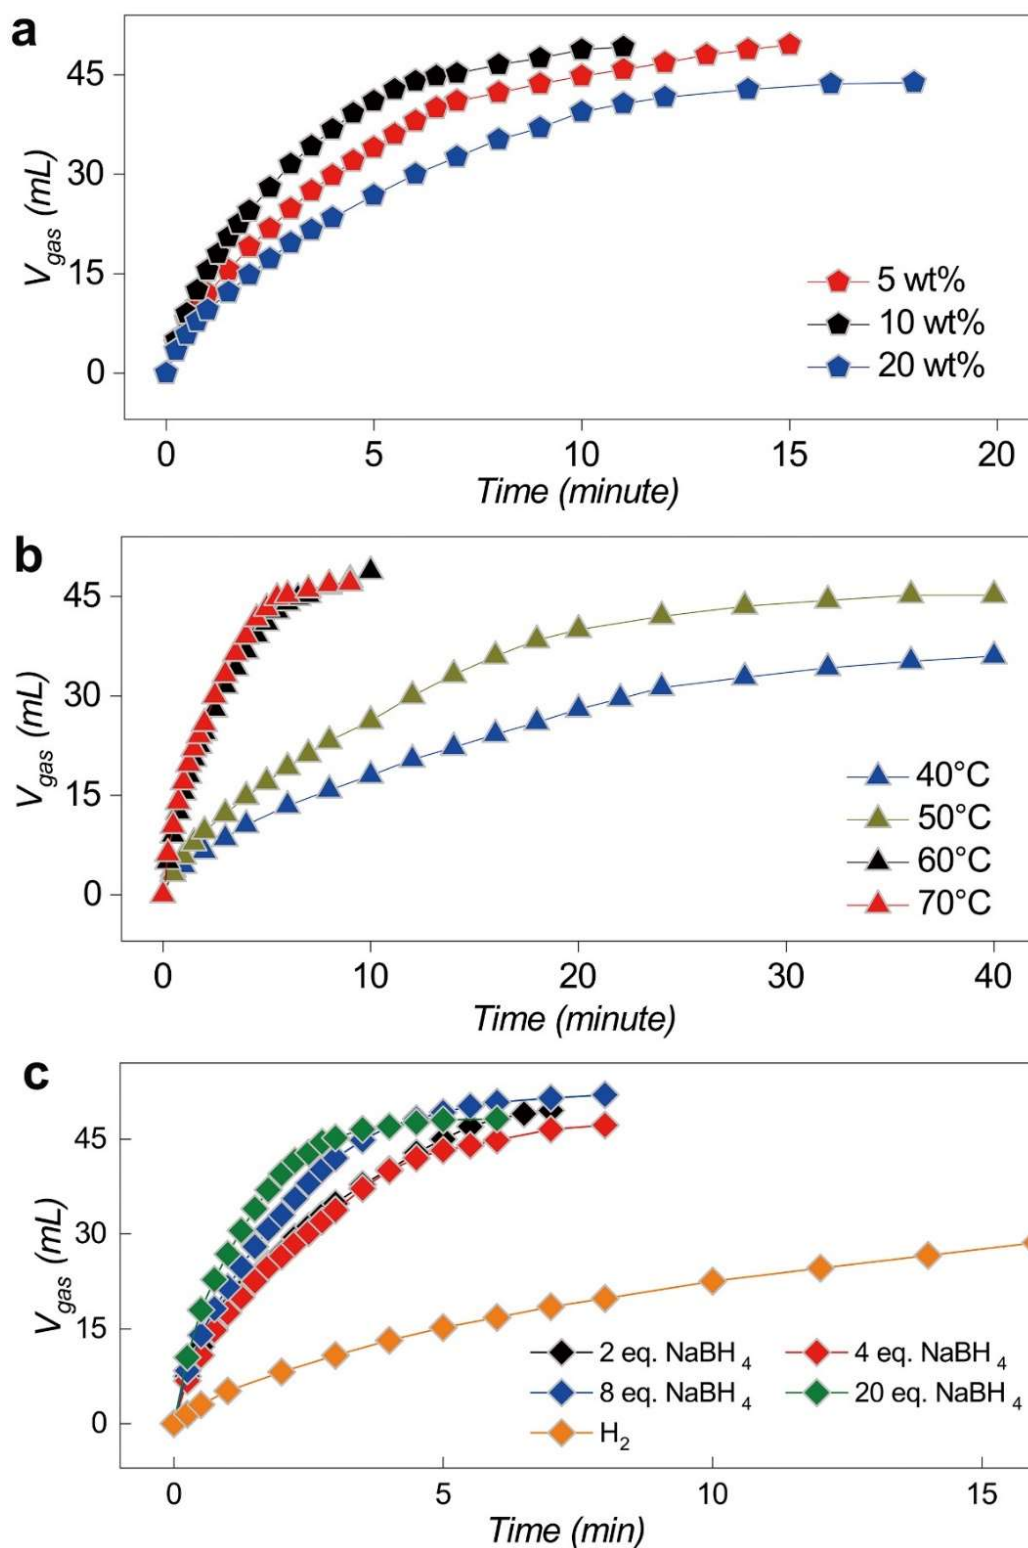 a
45
30
15
0
V_gas (mL)
5 wt%
10 wt%
20 wt%
0 5 10 15 20
Time (minute)
b
45
30
15
0
V_gas (mL)
40°C
50°C
60°C
70°C
0 10 20 30 40
Time (minute)
c
45
30
15
0
V_gas (mL)
2 eq. NaBH₄ 4 eq. NaBH₄
8 eq. NaBH₄ 20 eq. NaBH₄
H₂
0 5 10 15
Time (min)